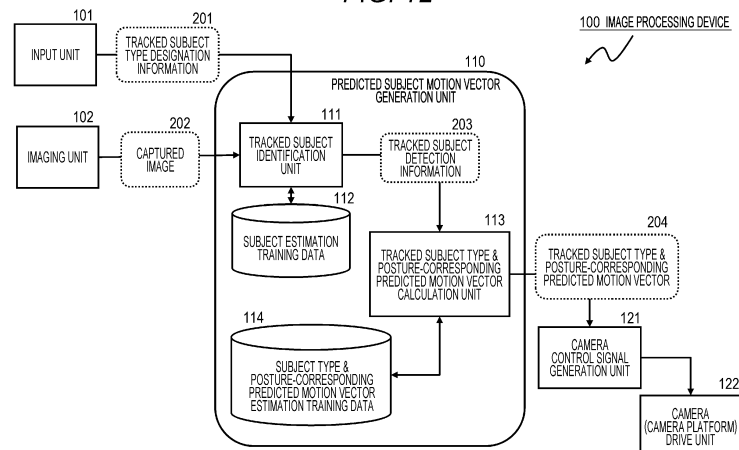 100 IMAGE PROCESSING DEVICE
101
INPUT UNIT
201
TRACKED SUBJECT
TYPE DESIGNATION
INFORMATION
110
PREDICTED SUBJECT MOTION VECTOR
GENERATION UNIT
102
IMAGING UNIT
202
CAPTURED
IMAGE
111
TRACKED SUBJECT
IDENTIFICATION
UNIT
203
TRACKED SUBJECT
DETECTION
INFORMATION
112
SUBJECT ESTIMATION
TRAINING DATA
113
TRACKED SUBJECT TYPE &
POSTURE-CORRESPONDING
PREDICTED MOTION VECTOR
CALCULATION UNIT
204
TRACKED SUBJECT TYPE &
POSTURE-CORRESPONDING
PREDICTED MOTION VECTOR
114
SUBJECT TYPE &
POSTURE-CORRESPONDING
PREDICTED MOTION VECTOR
ESTIMATION TRAINING DATA
121
CAMERA
CONTROL SIGNAL
GENERATION UNIT
122
CAMERA
(CAMERA PLATFORM)
DRIVE UNIT